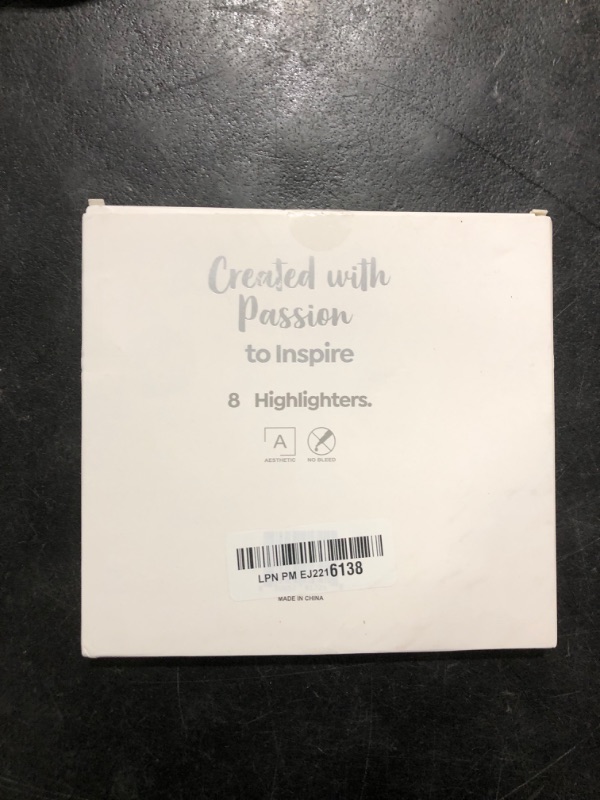 Created with
Passion
to Inspire
8 Highlighters.
A
AESTHETIC NO BLEED
LPN PM EJ2216138
MADE IN CHINA